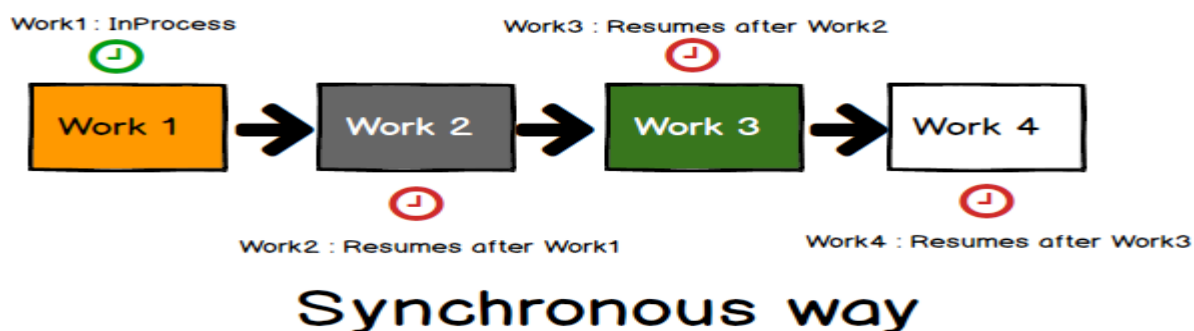 Work1 : InProcess
Work3 : Resumes after Work2
Work 1
Work 2
Work 3
Work 4
Work2 : Resumes after Work1
Work4 : Resumes after Work3
Synchronous way